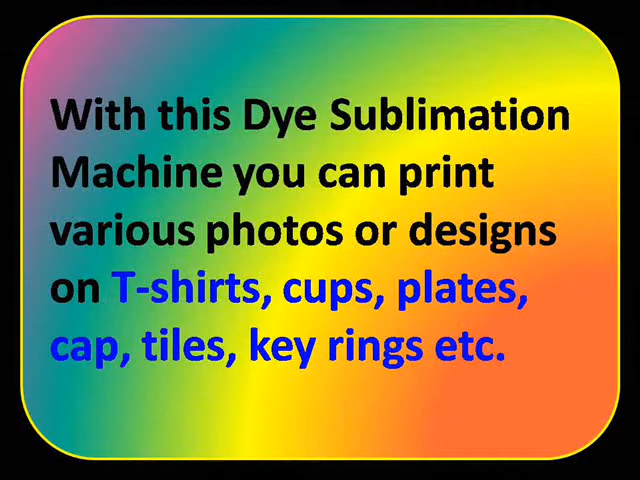 With this Dye Sublimation
Machine you can print
various photos or designs
on T-shirts, cups, plates,
cap, tiles, key rings etc.